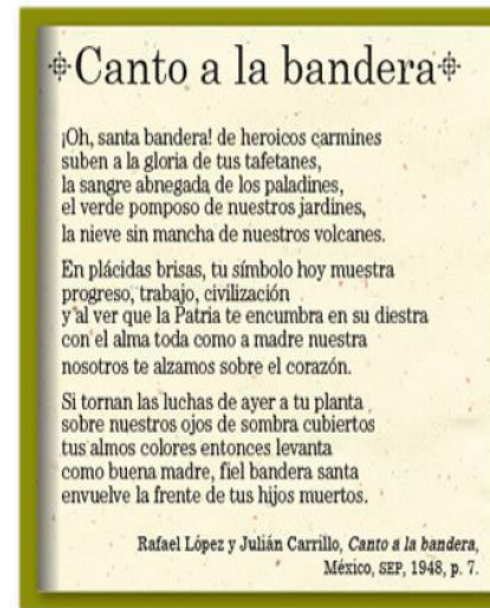 Canto a la bandera
¡Oh, santa bandera! de heroicos carmines
suben a la gloria de tus tafetanes,
la sangre abnegada de los paladines,
el verde pomposo de nuestros jardines,
la nieve sin mancha de nuestros volcanes.
En plácidas brisas, tu símbolo hoy muestra
progreso, trabajo, civilización
y al ver que la Patria te encumbra en su diestra
con el alma toda como a madre nuestra
nosotros te alzamos sobre el corazón.
Si tornan las luchas de ayer a tu planta
sobre nuestros ojos de sombra cubiertos
tus almos colores entonces levanta
como buena madre, fiel bandera santa
envuelve la frente de tus hijos muertos.
Rafael López y Julián Carrillo, Canto a la bandera,
México, SEP, 1948, p. 7.